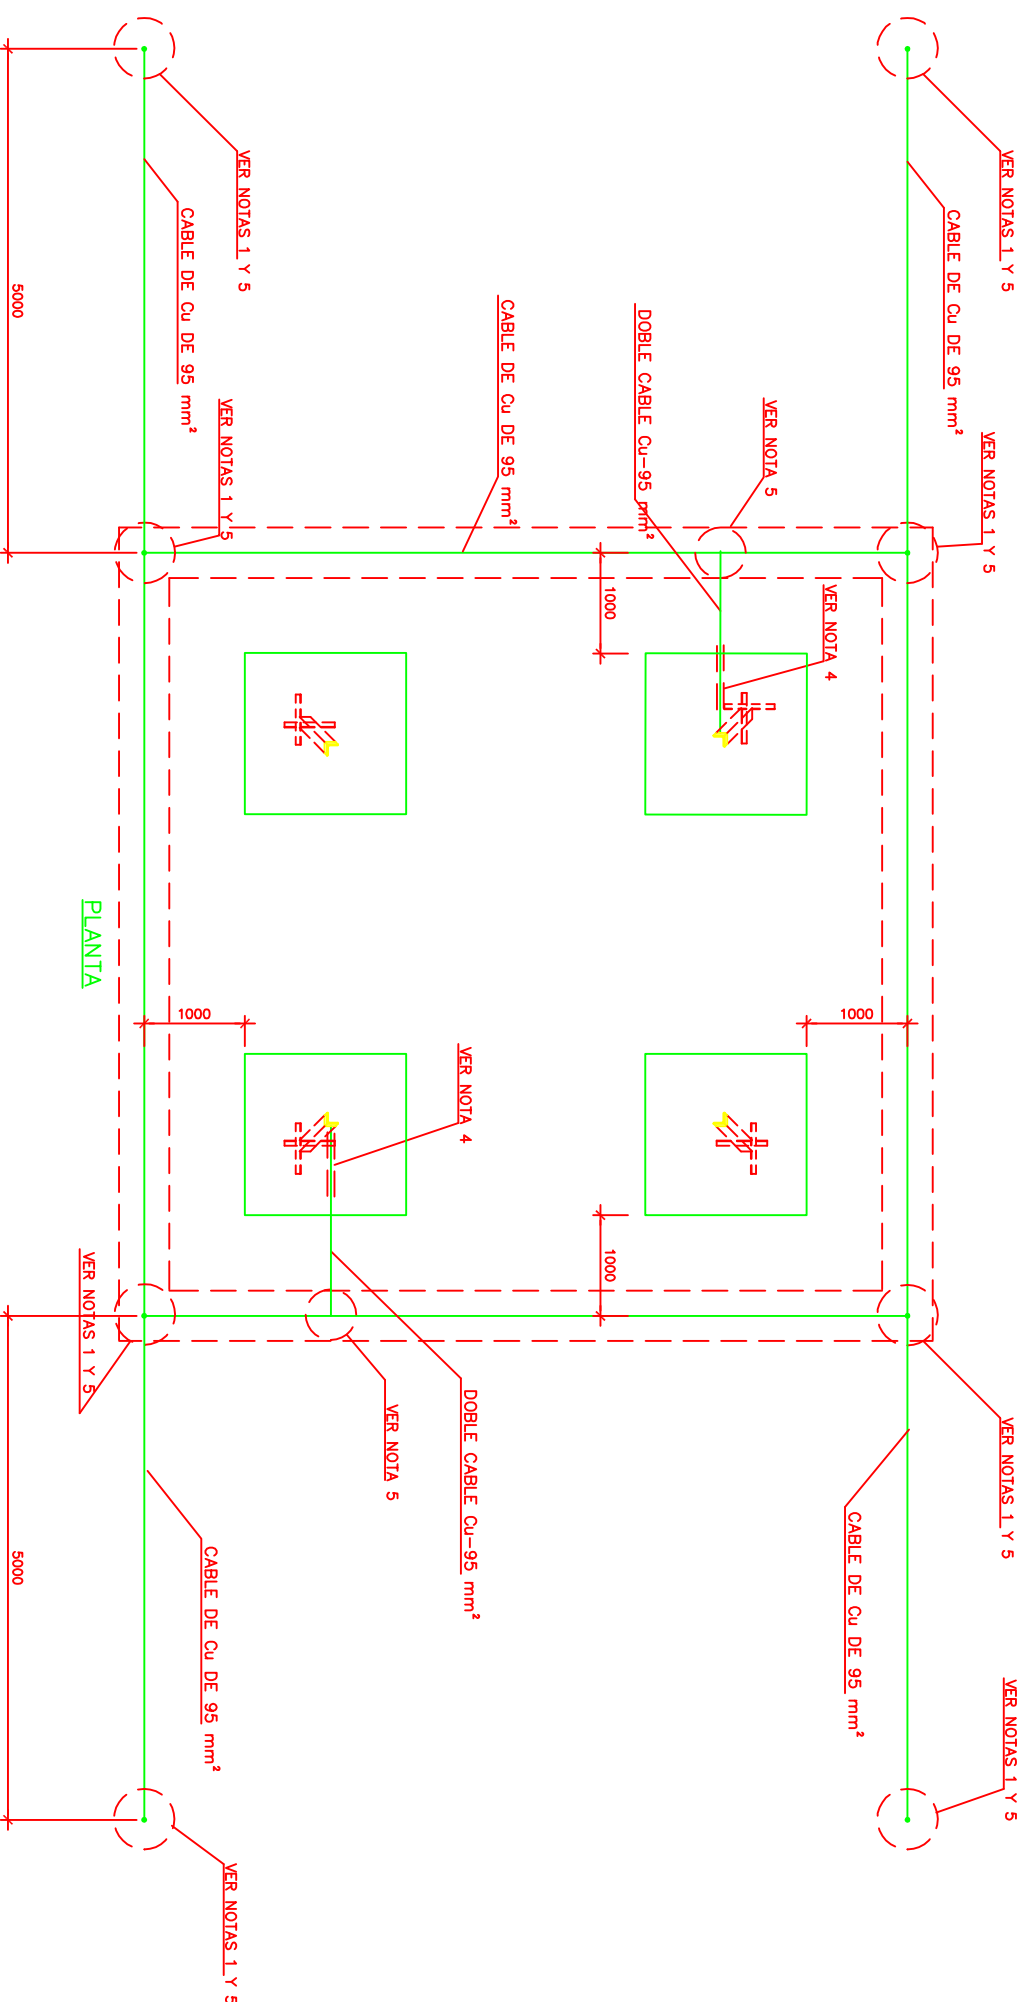 VER NOTAS 1 Y 5
CABLE DE Cu DE 95 mm²
VER NOTAS 1 Y 5
VER NOTAS 1 Y 5
CABLE DE Cu DE 95 mm²
VER NOTAS 1 Y 5
VER NOTA 4
VER NOTA 5
DOBLE CABLE Cu-95 mm²
1000
1000
1000
CABLE DE Cu DE 95 mm²
VER NOTA 4
DOBLE CABLE Cu-95 mm²
VER NOTA 5
VER NOTAS 1 Y 5
CABLE DE Cu DE 95 mm²
VER NOTAS 1 Y 5
1000
CABLE DE Cu DE 95 mm²
VER NOTAS 1 Y 5
VER NOTAS 1 Y 5
PLANTA
5000
5000